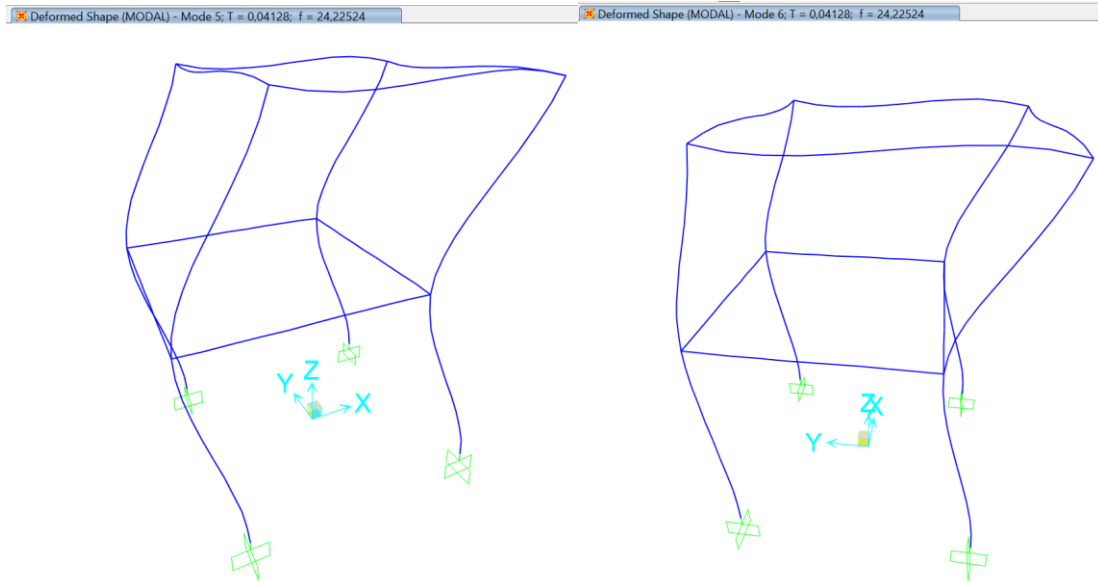 Deformed Shape (MODAL) - Mode 5; T = 0,04128; f = 24,22524
Deformed Shape (MODAL) - Mode 6; T = 0,04128; f = 24,22524
Z
Y
X
Z
X
Y